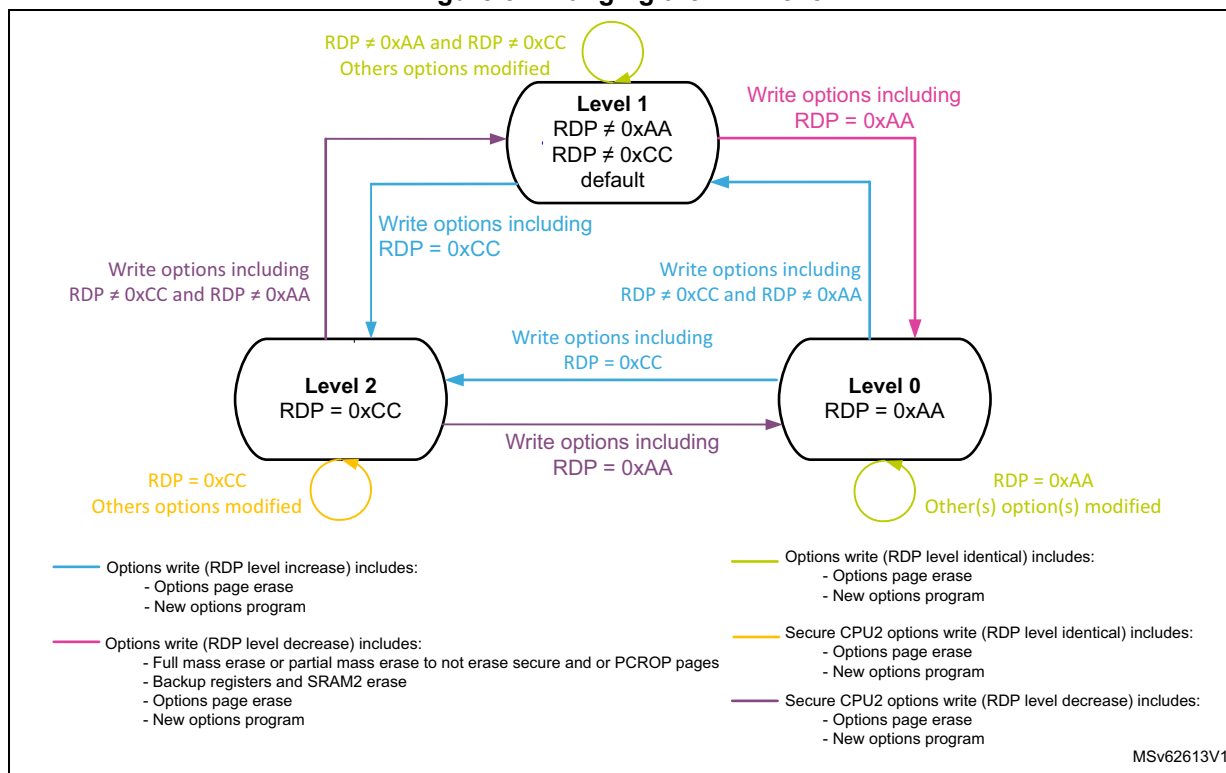 RDP ≠ 0xAA and RDP ≠ 0xCC
Others options modified
Level 1
RDP ≠ 0xAA
RDP ≠ 0xCC
default
Write options including
RDP = 0xAA
Write options including
RDP = 0xCC
Write options including
RDP ≠ 0xCC and RDP ≠ 0xAA
Write options including
RDP ≠ 0xCC and RDP ≠ 0xAA
Write options including
RDP = 0xCC
Level 2
RDP = 0xCC
Level 0
RDP = 0xAA
Write options including
RDP = 0xAA
RDP = 0xCC
Others options modified
RDP = 0xAA
Other(s) option(s) modified
Options write (RDP level increase) includes:
- Options page erase
- New options program
Options write (RDP level decrease) includes:
- Full mass erase or partial mass erase to not erase secure and or PCROP pages
- Backup registers and SRAM2 erase
- Options page erase
- New options program
Options write (RDP level identical) includes:
- Options page erase
- New options program
Secure CPU2 options write (RDP level identical) includes:
- Options page erase
- New options program
Secure CPU2 options write (RDP level decrease) includes:
- Options page erase
- New options program
MSv62613V1